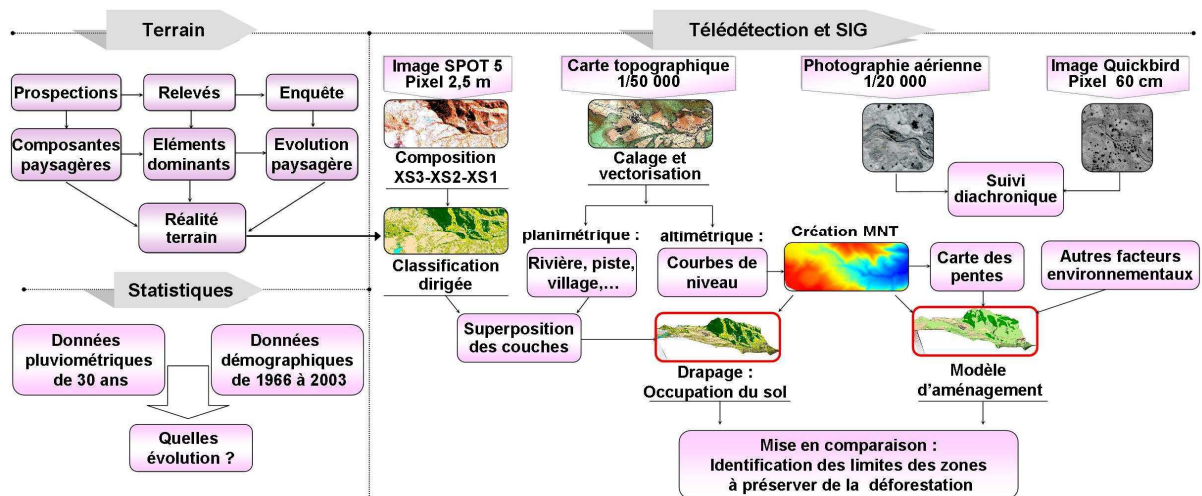 Terrain
Télédétection et SIG
Prospections
Relevés
Enquête
Composantes
paysagères
Eléments
dominants
Evolution
paysagère
Réalité
terrain
Statistiques
Données
pluviométriques
de 30 ans
Données
démographiques
de 1966 à 2003
Quelles
évolution ?
Image SPOT 5
Pixel 2,5 m
Carte topographique
1/50 000
Photographie aérienne
1/20 000
Image Quickbird
Pixel 60 cm
Composition
XS3-XS2-XS1
Calage et
vectorisation
Suivi
diachronique
Classification
dirigée
planimétrique :
Rivière, piste,
village,...
altimétrique :
Courbes de
niveau
Création MNT
Carte des
pentes
Autres facteurs
environnementaux
Superposition
des couches
Drapage :
Occupation du sol
Modèle
d'aménagement
Mise en comparaison :
Identification des limites des zones
à préserver de la déforestation